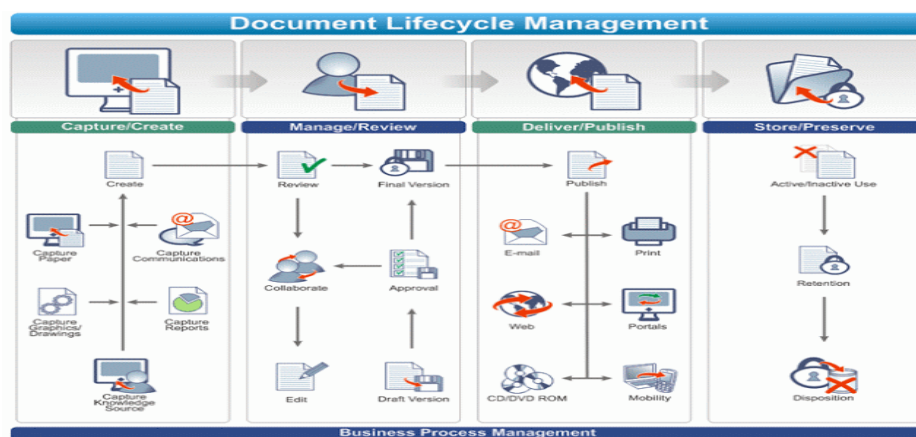 Document Lifecycle Management
Capture/Create
Manage/Review
Deliver/Publish
Store/Preserve
Create
Capture
Paper
@
Capture
Communications
Capture
Graphics/
Drawings
Capture
Reports
Capture
Knowledge
Source
Review
Final Version
Collaborate
Approval
Edit
Draft Version
Publish
@
E-mail
Print
Web
Portals
CD/DVD ROM
Mobility
Active/Inactive Use
Retention
Disposition
Business Process Management